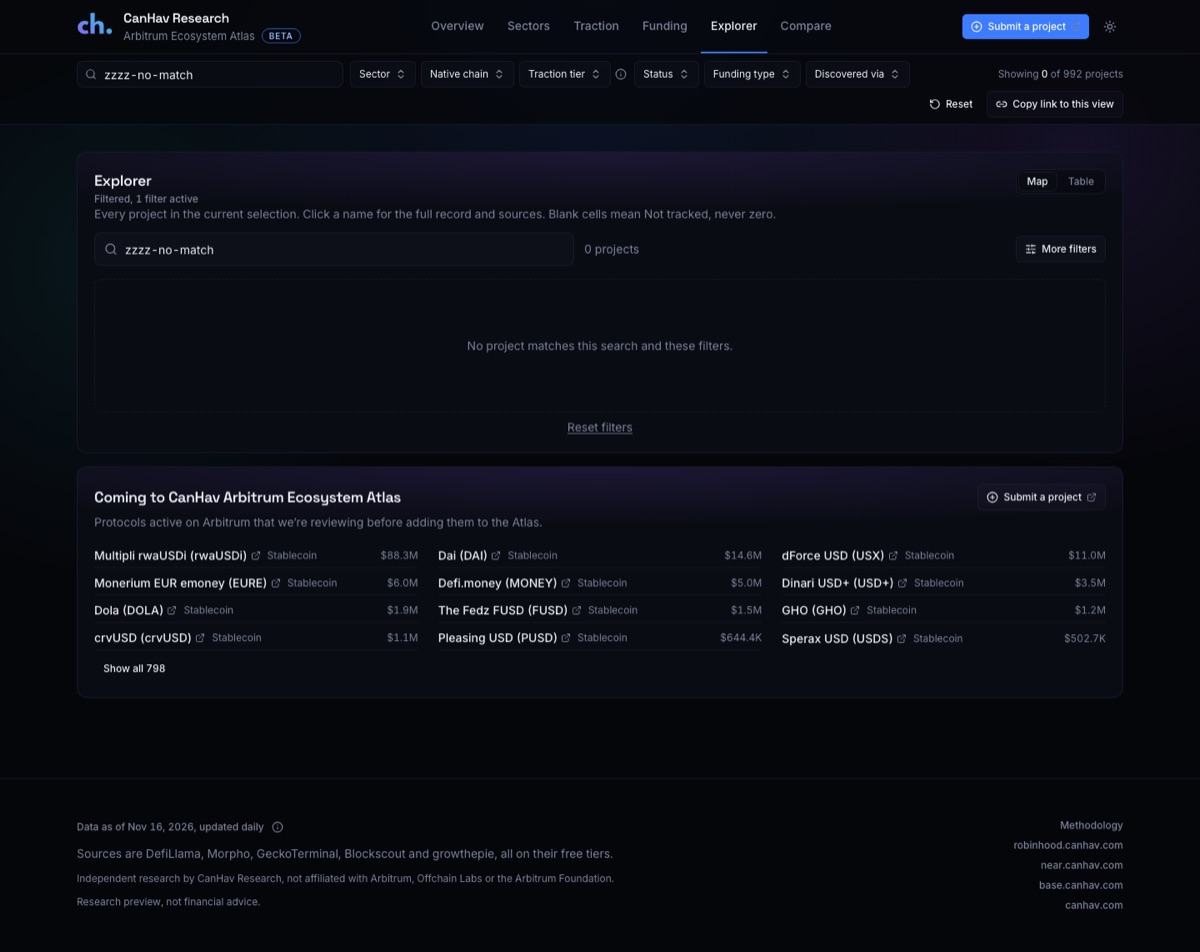 ch.
CanHav Research
Arbitrum Ecosystem Atlas BETA
Overview Sectors Traction Funding Explorer Compare
Submit a project
zzzz-no-match
Sector Native chain Traction tier Status Funding type Discovered via
Showing 0 of 992 projects
Reset Copy link to this view
Explorer
Map Table
Filtered, 1 filter active
Every project in the current selection. Click a name for the full record and sources. Blank cells mean Not tracked, never zero.
zzzz-no-match 0 projects More filters
No project matches this search and these filters.
Reset filters
Coming to CanHav Arbitrum Ecosystem Atlas
Submit a project
Protocols active on Arbitrum that we're reviewing before adding them to the Atlas.
Multipli rwaUSDi (rwaUSDi) Stablecoin $88.3M Dai (DAI) Stablecoin $14.6M dForce USD (USX) Stablecoin $11.0M
Monerium EUR emoney (EURE) Stablecoin $6.0M Defi.money (MONEY) Stablecoin $5.0M Dinari USD+ (USD+) Stablecoin $3.5M
Dola (DOLA) Stablecoin $1.9M The Fedz FUSD (FUSD) Stablecoin $1.5M GHO (GHO) Stablecoin $1.2M
crvUSD (crvUSD) Stablecoin $1.1M Pleasing USD (PUSD) Stablecoin $644.4K Sperax USD (USDS) Stablecoin $502.7K
Show all 798
Data as of Nov 16, 2026, updated daily
Sources are DefiLlama, Morpho, GeckoTerminal, Blockscout and growthepie, all on their free tiers.
Independent research by CanHav Research, not affiliated with Arbitrum, Offchain Labs or the Arbitrum Foundation.
Research preview, not financial advice.
Methodology
robinhood.canhav.com
near.canhav.com
base.canhav.com
canhav.com